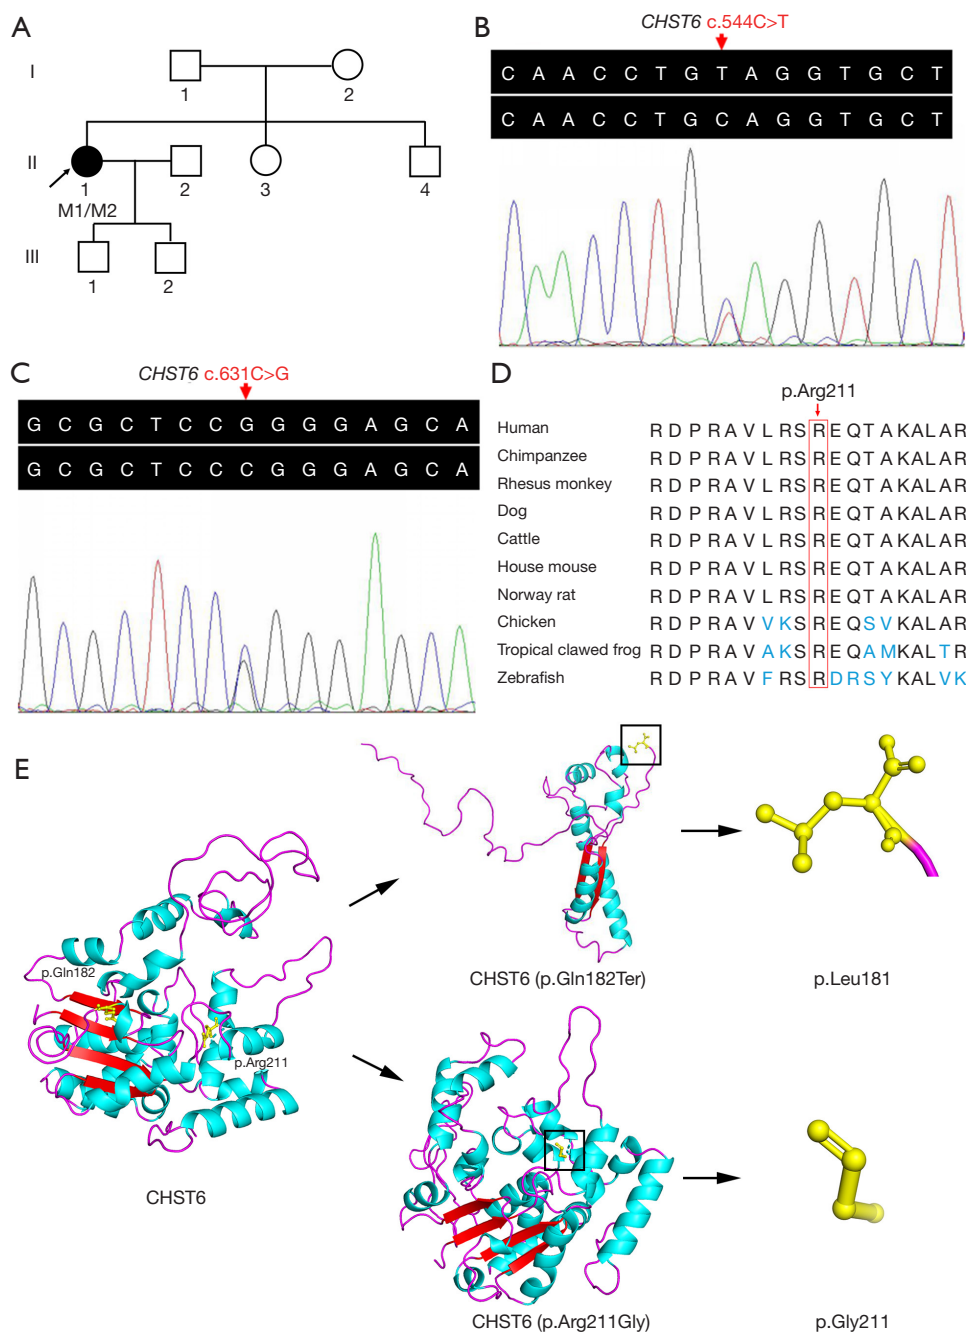 A
I
1
2
II
1
2
3
4
M1/M2
III
1
2
B
CHST6 c.544C>T
C A A C C T G T A G G T G C T
C A A C C T G C A G G T G C T
C
CHST6 c.631C>G
G C G C T C C G G G G A G C A
G C G C T C C C G G G A G C A
D
p.Arg211
Human R D P R A V L R S R E Q T A K A L A R
Chimpanzee R D P R A V L R S R E Q T A K A L A R
Rhesus monkey R D P R A V L R S R E Q T A K A L A R
Dog R D P R A V L R S R E Q T A K A L A R
Cattle R D P R A V L R S R E Q T A K A L A R
House mouse R D P R A V L R S R E Q T A K A L A R
Norway rat R D P R A V L R S R E Q T A K A L A R
Chicken R D P R A V V K S R E Q S V K A L A R
Tropical clawed frog R D P R A V A K S R E Q A M K A L T R
Zebrafish R D P R A V F R S R D R S Y K A L V K
E
p.Gln182
p.Arg211
CHST6
CHST6 (p.Gln182Ter)
p.Leu181
CHST6 (p.Arg211Gly)
p.Gly211